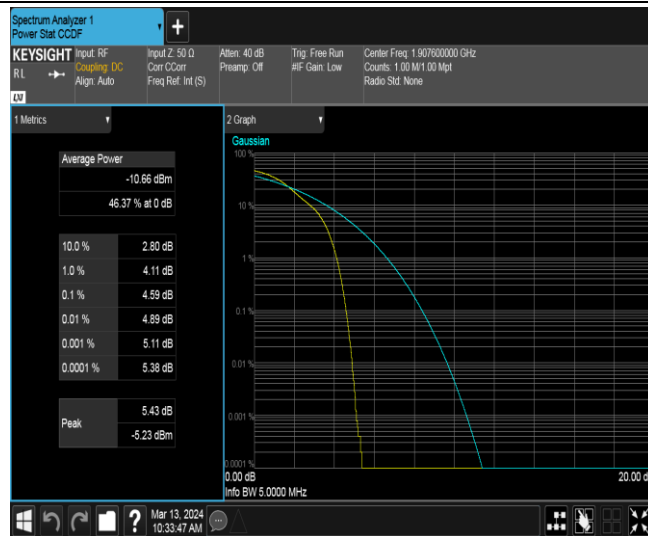 Spectrum Analyzer 1
Power Stat CCDF
+
KEYSIGHT
RL
LXI
Input: RF
Coupling: DC
Align: Auto
Input Z: 50 Ω
Corr CCorr
Freq Ref: Int (S)
Atten: 40 dB
Preamp: Off
Trig: Free Run
#IF Gain: Low
Center Freq: 1.907600000 GHz
Counts: 1.00 M/1.00 Mpt
Radio Std: None
1 Metrics
Average Power
-10.66 dBm
46.37 % at 0 dB
10.0 % 2.80 dB
1.0 % 4.11 dB
0.1 % 4.59 dB
0.01 % 4.89 dB
0.001 % 5.11 dB
0.0001 % 5.38 dB
Peak
5.43 dB
-5.23 dBm
2 Graph
Gaussian
100 %
10 %
1 %
0.1 %
0.01 %
0.001 %
0.0001 %
0.00 dB
20.00 d
Info BW 5.0000 MHz
?
Mar 13, 2024
10:33:47 AM